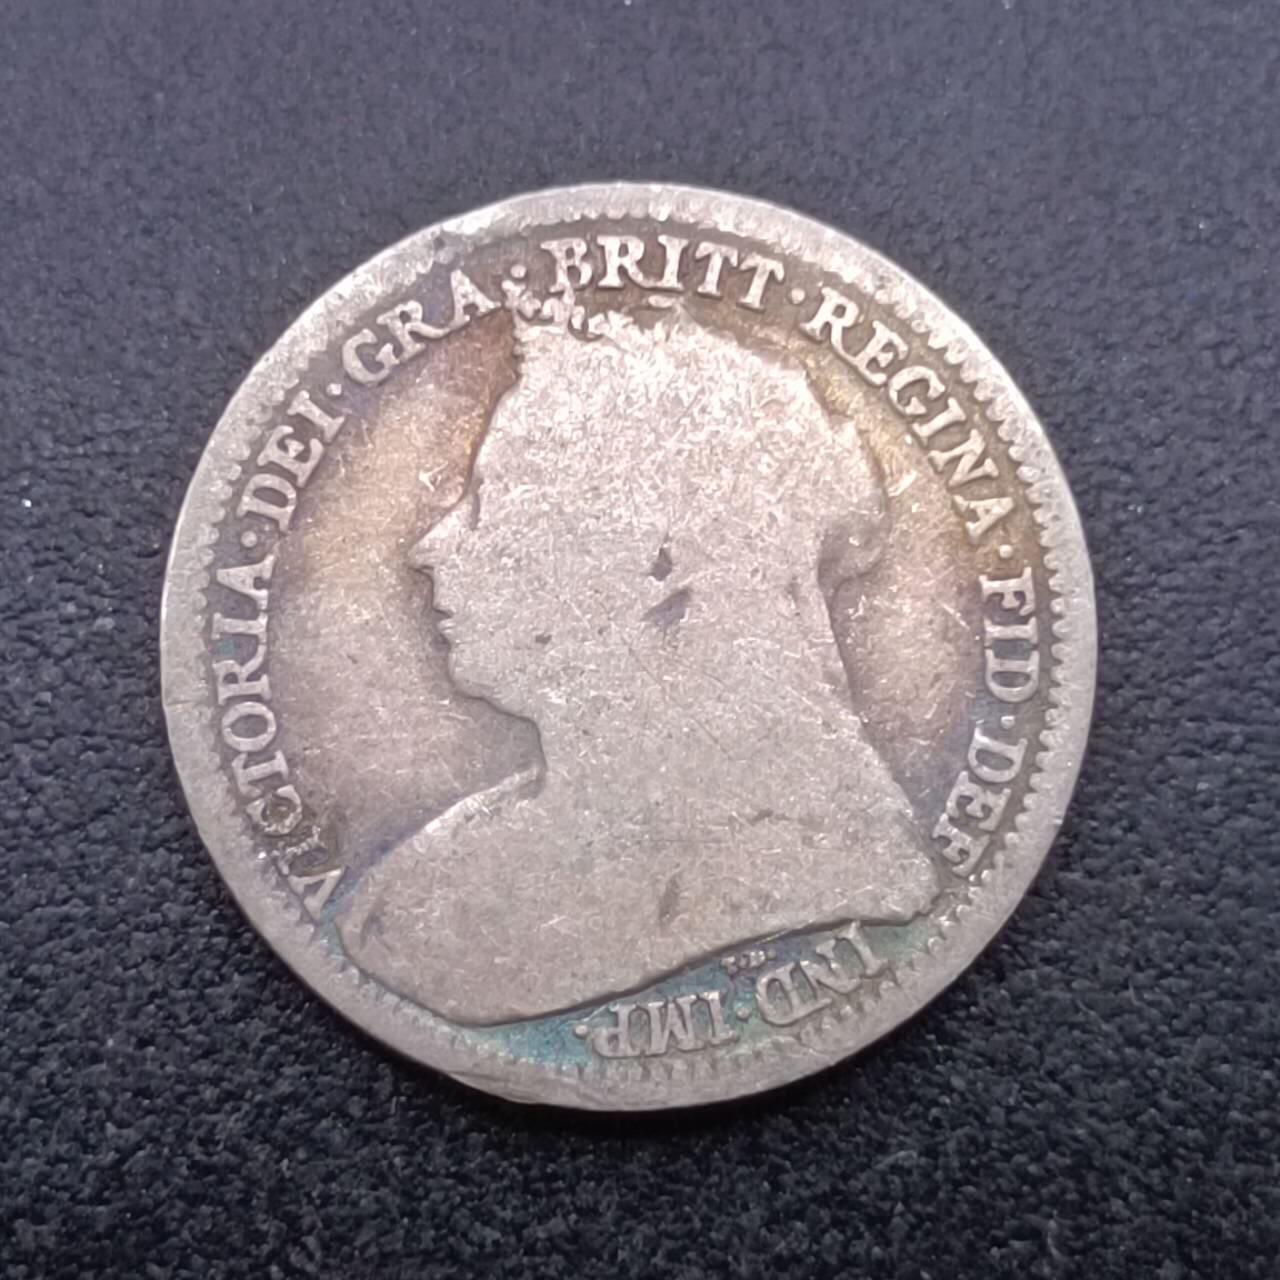 VICTORIA · DEI · GRA : BRITT · REGINA · FID · DEF · IND · IMP.
T.B.